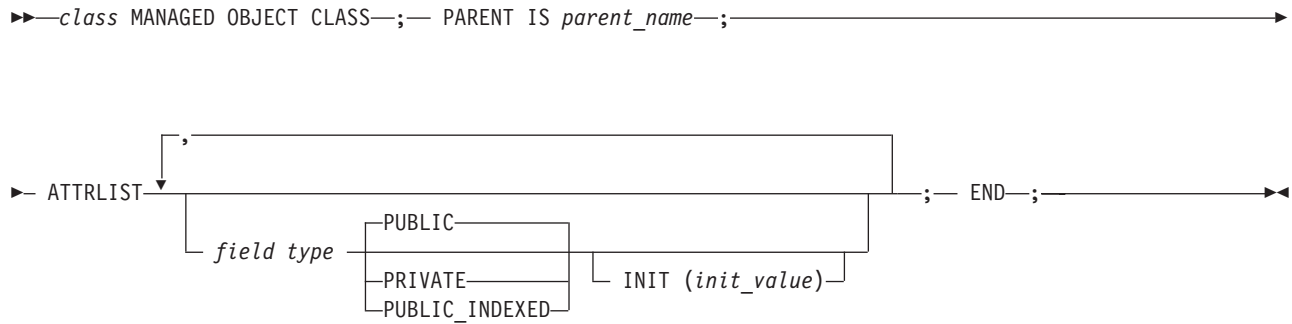 class MANAGED OBJECT CLASS ; PARENT IS parent_name ;
,
ATTRLIST ; END ;
PUBLIC
field type
PRIVATE INIT (init_value)
PUBLIC_INDEXED